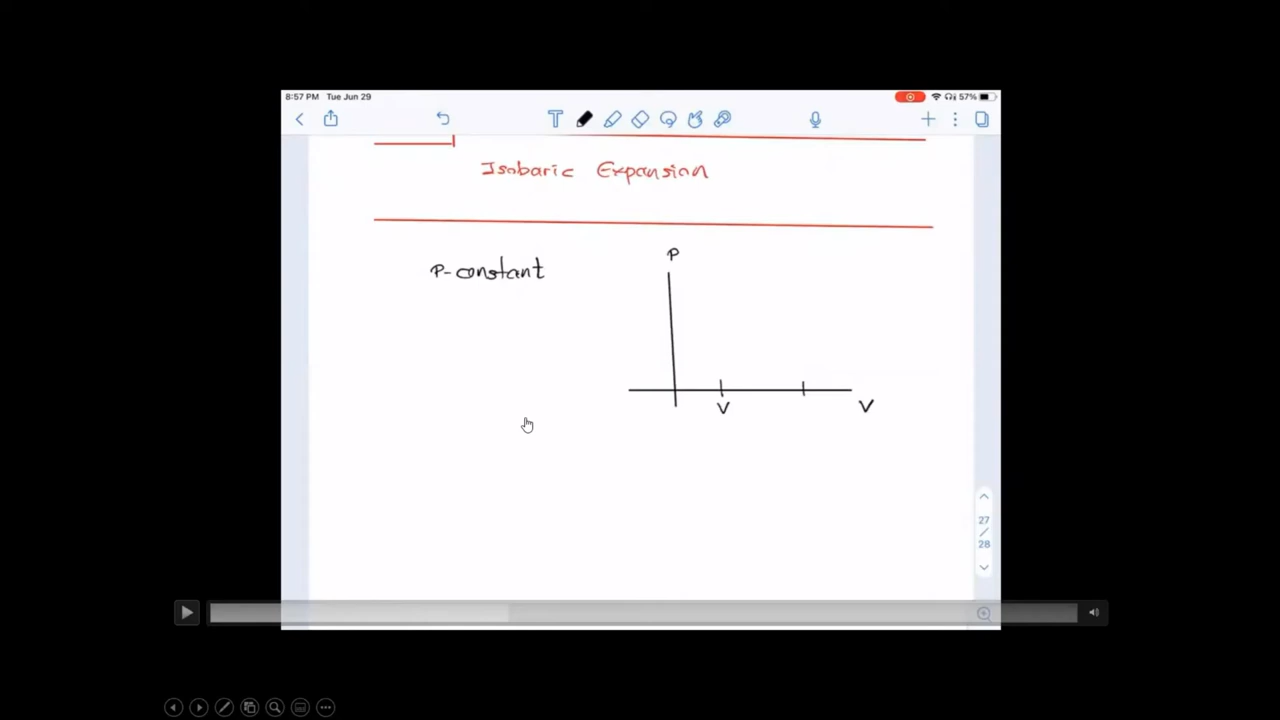 8:57 PM Tue Jun 29
57%
T
Isobaric Expansion
P
P-constant
V
V
27
/
28